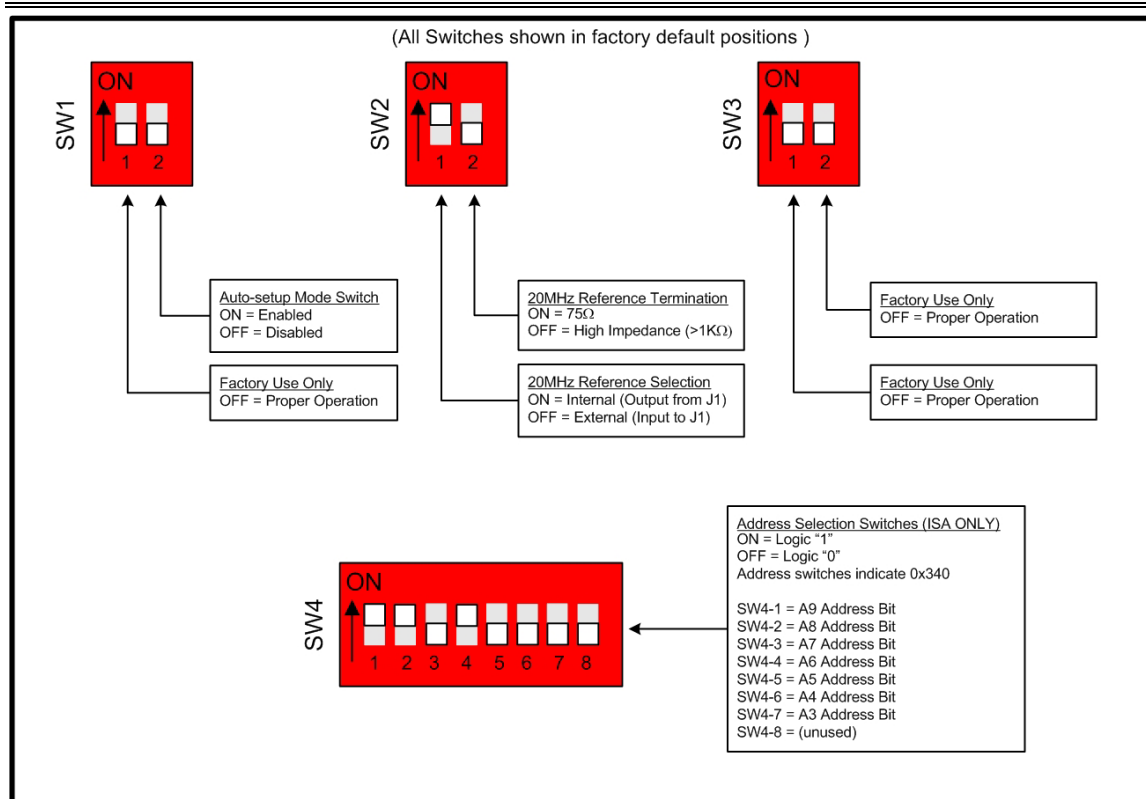 (All Switches shown in factory default positions )
SW1
ON
1 2
SW2
ON
1 2
SW3
ON
1 2
Auto-setup Mode Switch
ON = Enabled
OFF = Disabled
Factory Use Only
OFF = Proper Operation
20MHz Reference Termination
ON = 75Ω
OFF = High Impedance (>1KΩ)
20MHz Reference Selection
ON = Internal (Output from J1)
OFF = External (Input to J1)
Factory Use Only
OFF = Proper Operation
Factory Use Only
OFF = Proper Operation
SW4
ON
1 2 3 4 5 6 7 8
Address Selection Switches (ISA ONLY)
ON = Logic “1”
OFF = Logic “0”
Address switches indicate 0x340
SW4-1 = A9 Address Bit
SW4-2 = A8 Address Bit
SW4-3 = A7 Address Bit
SW4-4 = A6 Address Bit
SW4-5 = A5 Address Bit
SW4-6 = A4 Address Bit
SW4-7 = A3 Address Bit
SW4-8 = (unused)